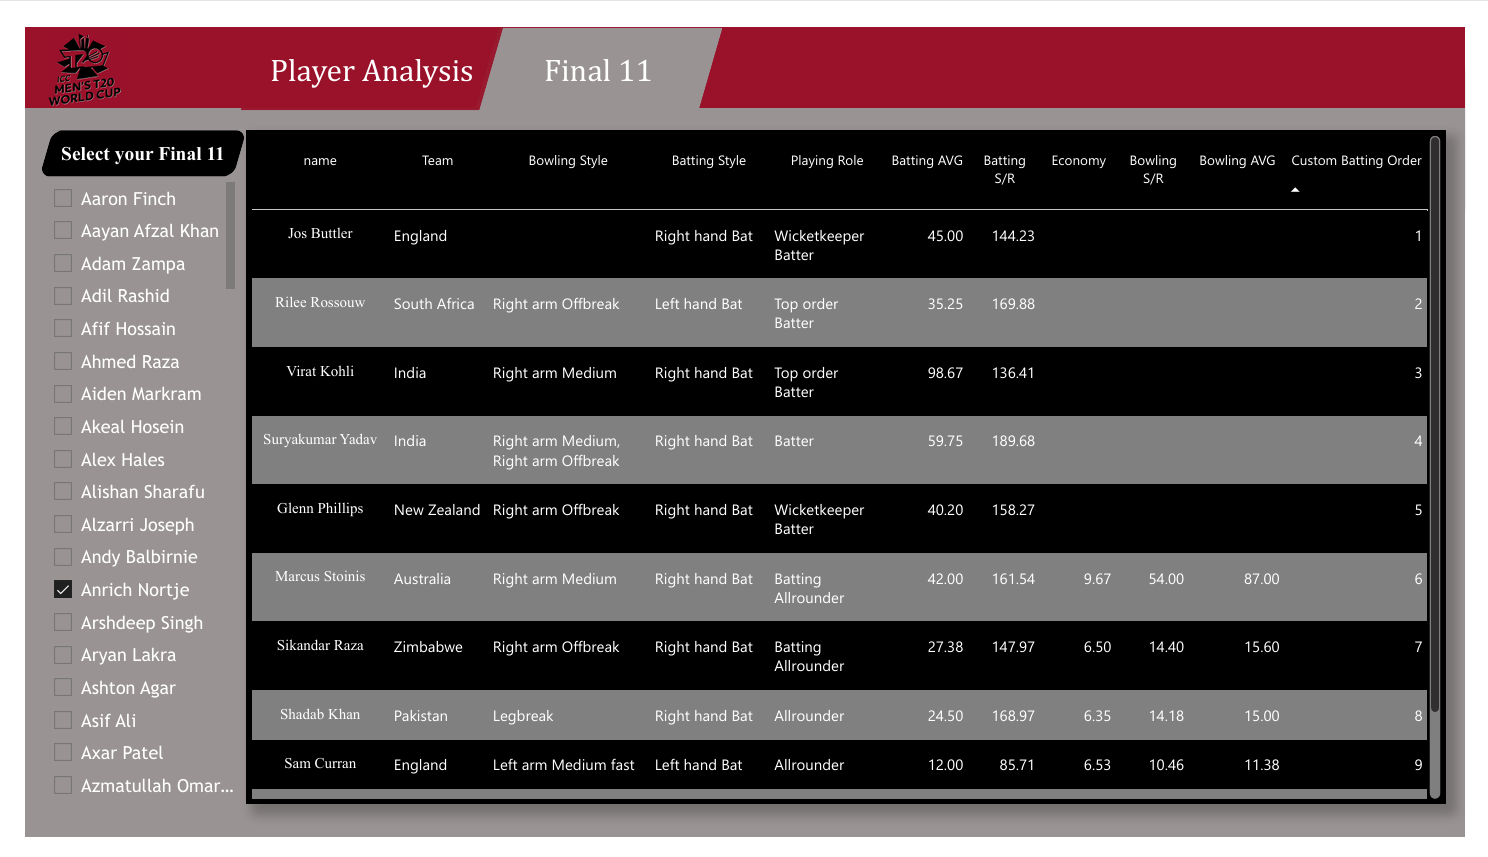 ICC
MEN'S T20
WORLD CUP
Player Analysis
Final 11
Select your Final 11
Aaron Finch
Aayan Afzal Khan
Adam Zampa
Adil Rashid
Afif Hossain
Ahmed Raza
Aiden Markram
Akeal Hosein
Alex Hales
Alishan Sharafu
Alzarri Joseph
Andy Balbirnie
Anrich Nortje
Arshdeep Singh
Aryan Lakra
Ashton Agar
Asif Ali
Axar Patel
Azmatullah Omar...
name Team Bowling Style Batting Style Playing Role Batting AVG Batting Economy Bowling Bowling AVG Custom Batting Order
S/R S/R
Jos Buttler England Right hand Bat Wicketkeeper 45.00 144.23 1
Batter
Rilee Rossouw South Africa Right arm Offbreak Left hand Bat Top order 35.25 169.88 2
Batter
Virat Kohli India Right arm Medium Right hand Bat Top order 98.67 136.41 3
Batter
Suryakumar Yadav India Right arm Medium, Right hand Bat Batter 59.75 189.68 4
Right arm Offbreak
Glenn Phillips New Zealand Right arm Offbreak Right hand Bat Wicketkeeper 40.20 158.27 5
Batter
Marcus Stoinis Australia Right arm Medium Right hand Bat Batting 42.00 161.54 9.67 54.00 87.00 6
Allrounder
Sikandar Raza Zimbabwe Right arm Offbreak Right hand Bat Batting 27.38 147.97 6.50 14.40 15.60 7
Allrounder
Shadab Khan Pakistan Legbreak Right hand Bat Allrounder 24.50 168.97 6.35 14.18 15.00 8
Sam Curran England Left arm Medium fast Left hand Bat Allrounder 12.00 85.71 6.53 10.46 11.38 9